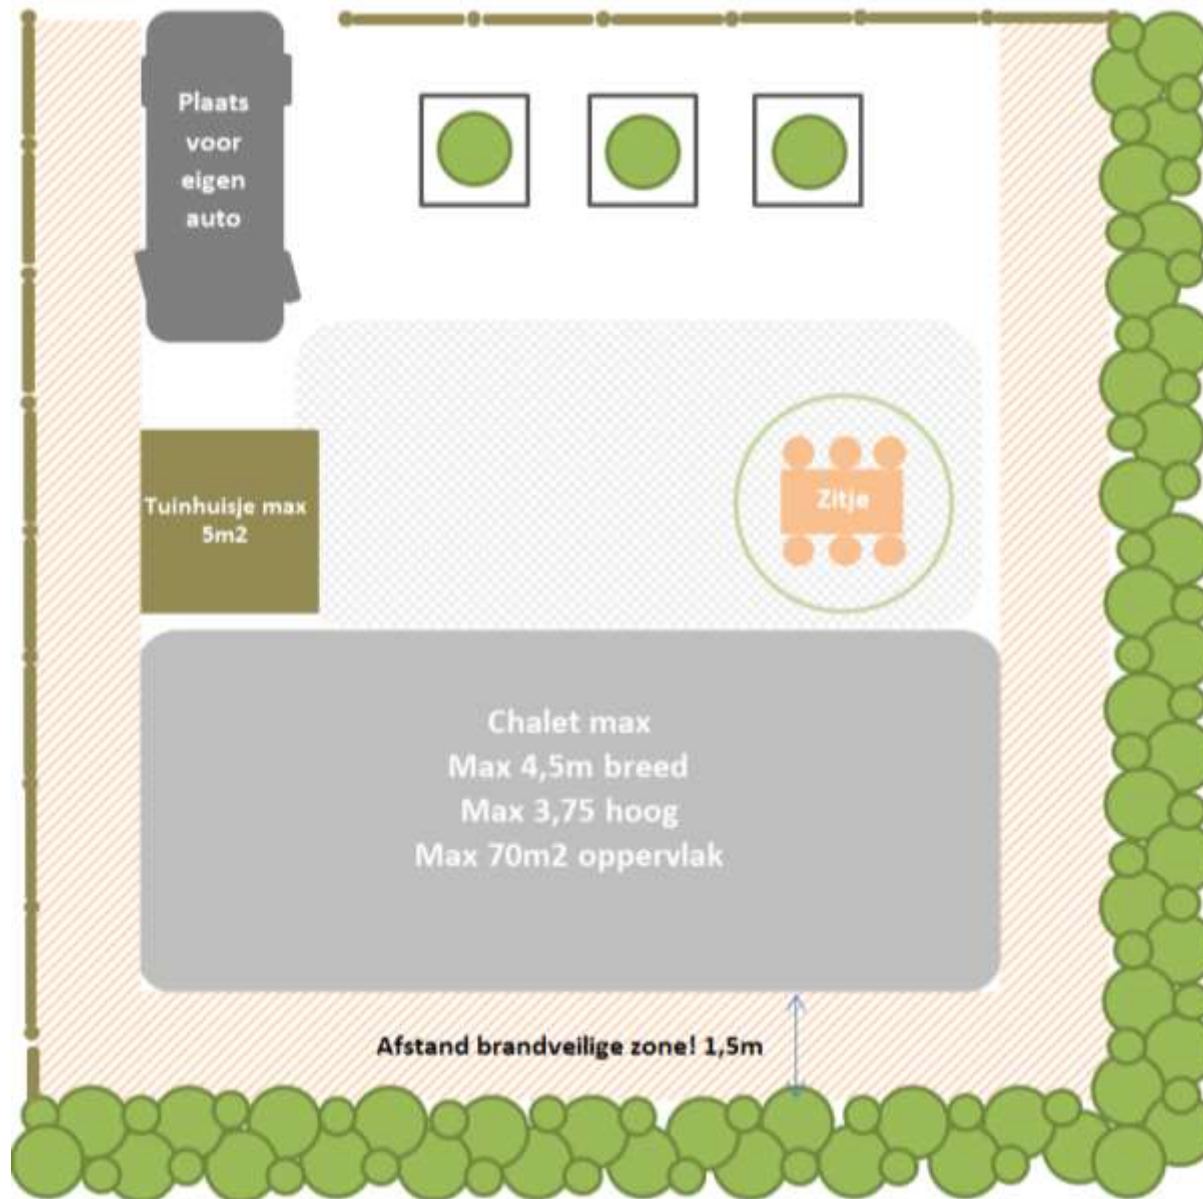 Plaats
voor
eigen
auto
Tuinhuisje max
5m2
Zitje
Chalet max
Max 4,5m breed
Max 3,75 hoog
Max 70m2 oppervlak
Afstand brandveilige zone! 1,5m